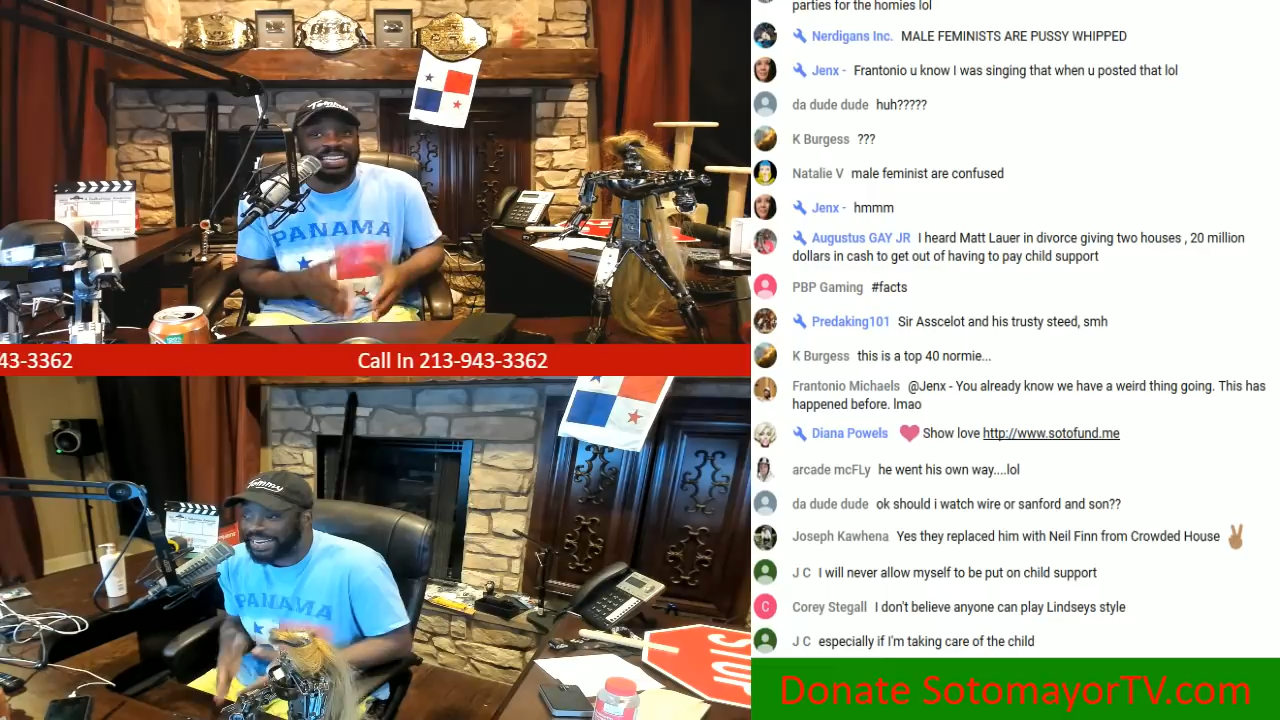 parties for the homies lol
Nerdigans Inc. MALE FEMINISTS ARE PUSSY WHIPPED
Jenx - Frantonio u know I was singing that when u posted that lol
da dude dude huh?????
K Burgess ???
Natalie V male feminist are confused
Jenx - hmmm
Augustus GAY JR I heard Matt Lauer in divorce giving two houses , 20 million
dollars in cash to get out of having to pay child support
PBP Gaming #facts
Predaking101 Sir Asscelot and his trusty steed, smh
K Burgess this is a top 40 normie...
Frantonio Michaels @Jenx - You already know we have a weird thing going. This has
happened before. lmao
Diana Powels Show love http://www.sotofund.me
arcade mcFLy he went his own way....lol
da dude dude ok should i watch wire or sanford and son??
Joseph Kawhena Yes they replaced him with Neil Finn from Crowded House
J C I will never allow myself to be put on child support
C Corey Stegall I don't believe anyone can play Lindseys style
J C especially if I'm taking care of the child
Donate SotomayorTV.com
Tommy
PANAMA
43-3362 Call In 213-943-3362
Tommy
PANAMA
STOP